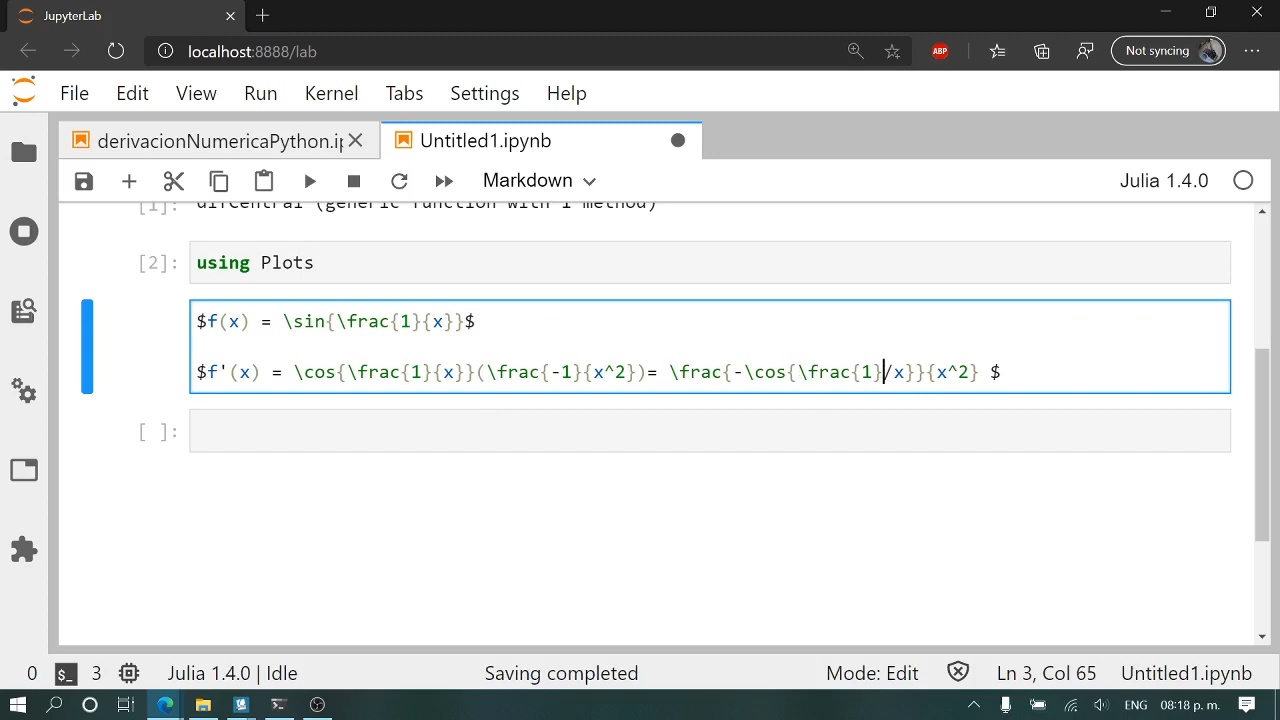 JupyterLab
localhost:8888/lab
ABP
Not syncing
File Edit View Run Kernel Tabs Settings Help
derivacionNumericaPython.ip
Untitled1.ipynb
Markdown
Julia 1.4.0
[1]: difcentral (generic function with 1 method)
[2]: using Plots
$f(x) = \sin{\frac{1}{x}}$
$f'(x) = \cos{\frac{1}{x}}(\frac{-1}{x^2})= \frac{-\cos{\frac{1}/x}}{x^2} $
[ ]:
0 $_ 3 Julia 1.4.0 | Idle Saving completed Mode: Edit Ln 3, Col 65 Untitled1.ipynb
ENG 08:18 p. m.